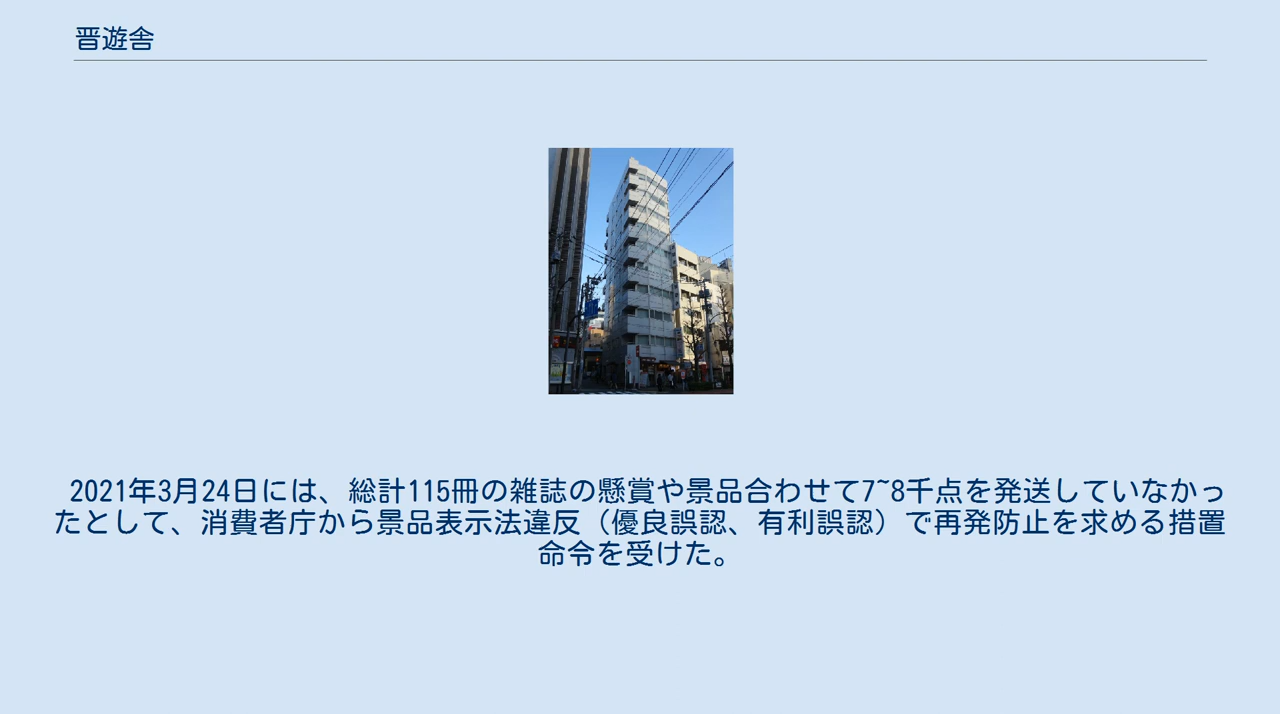 晋遊舎
2021年3月24日には、総計115冊の雑誌の懸賞や景品合わせて7~8千点を発送していなかっ
たとして、消費者庁から景品表示法違反（優良誤認、有利誤認）で再発防止を求める措置
命令を受けた。